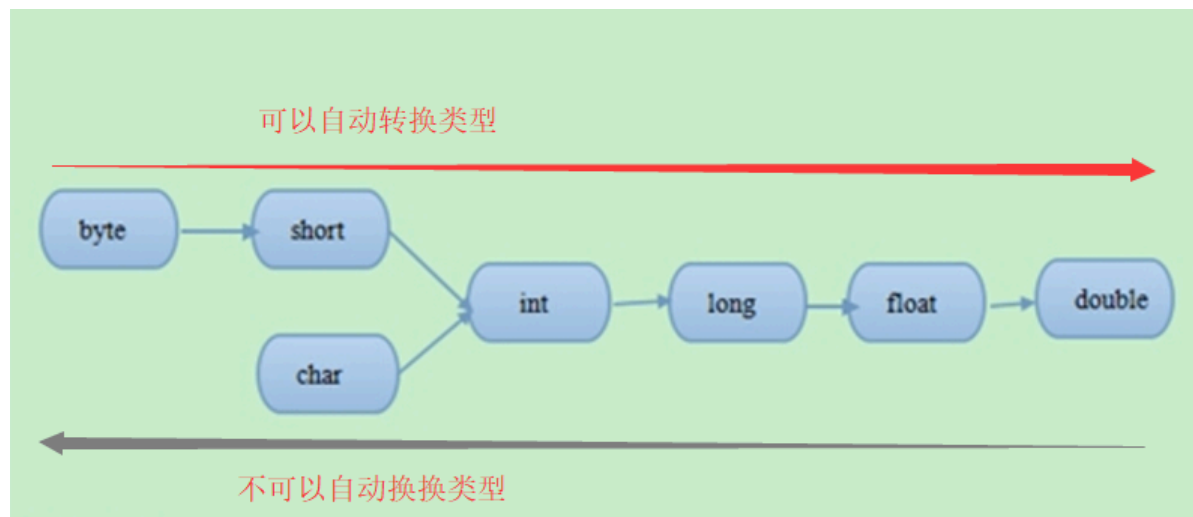 可以自动转换类型
byte
short
int
long
float
double
char
不可以自动换换类型